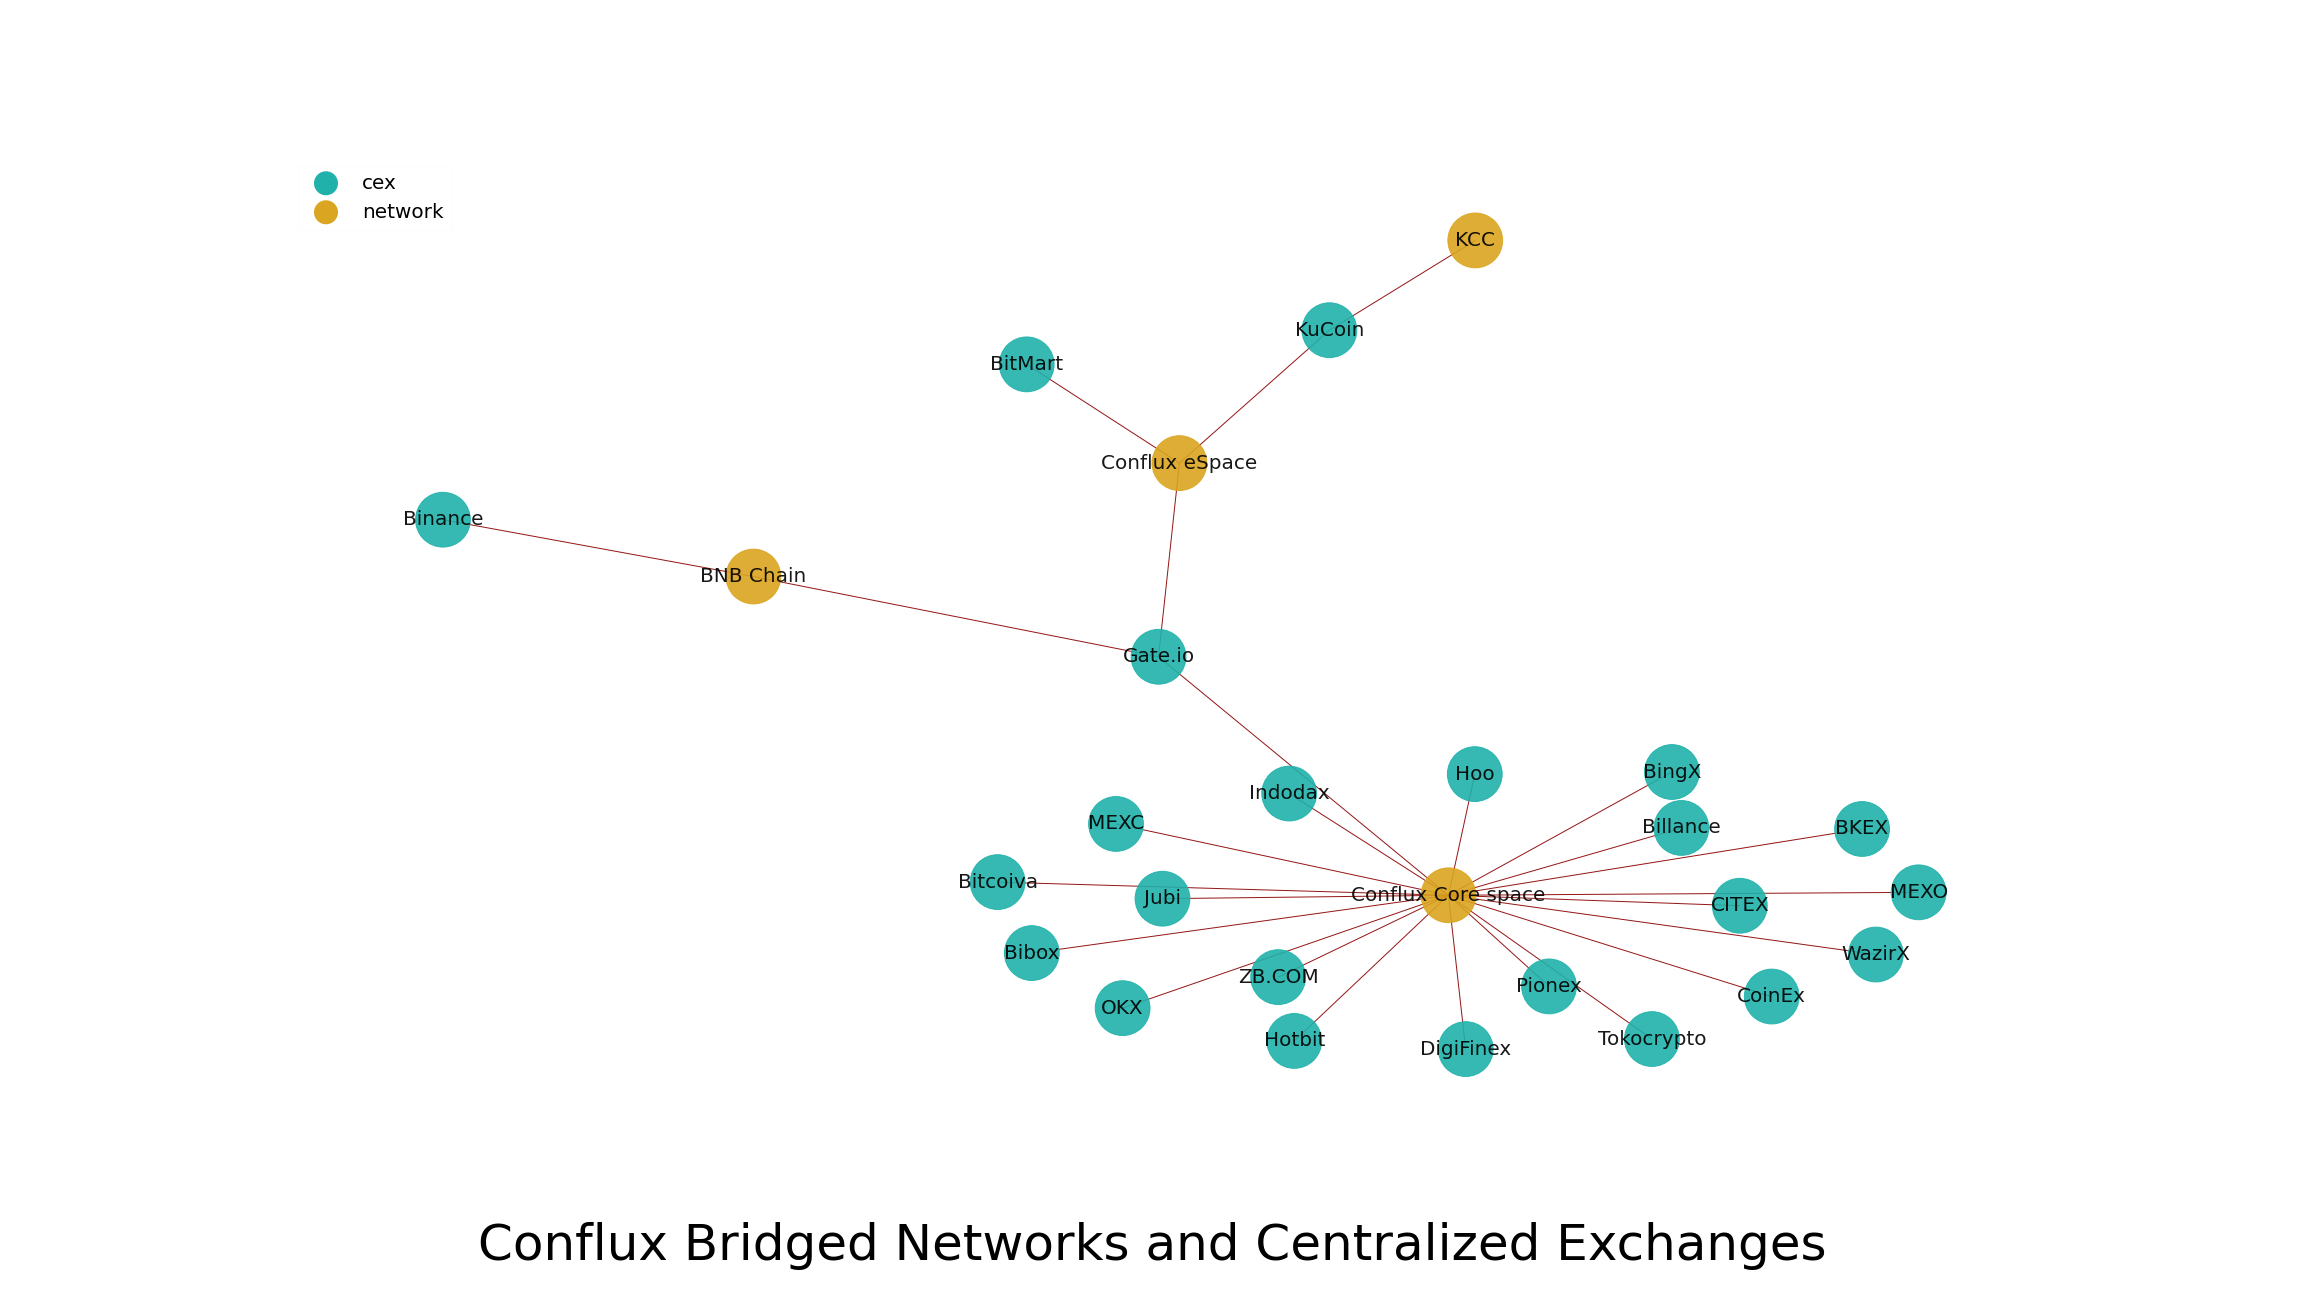 cex
network
KCC
KuCoin
BitMart
Conflux eSpace
Binance
BNB Chain
Gate.io
Hoo
BingX
Indodax
MEXC
Billance
BKEX
Bitcoiva
Jubi
Conflux Core space
CITEX
MEXO
Bibox
ZB.COM
WazirX
OKX
Pionex
CoinEx
Hotbit
DigiFinex
Tokocrypto
Conflux Bridged Networks and Centralized Exchanges